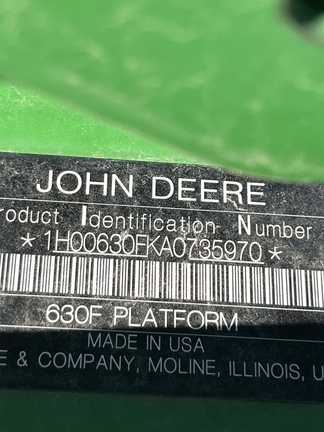 JOHN DEERE
roduct Identification Number
*1H00630FKA0735970*
630F PLATFORM
MADE IN USA
E & COMPANY, MOLINE, ILLINOIS, U